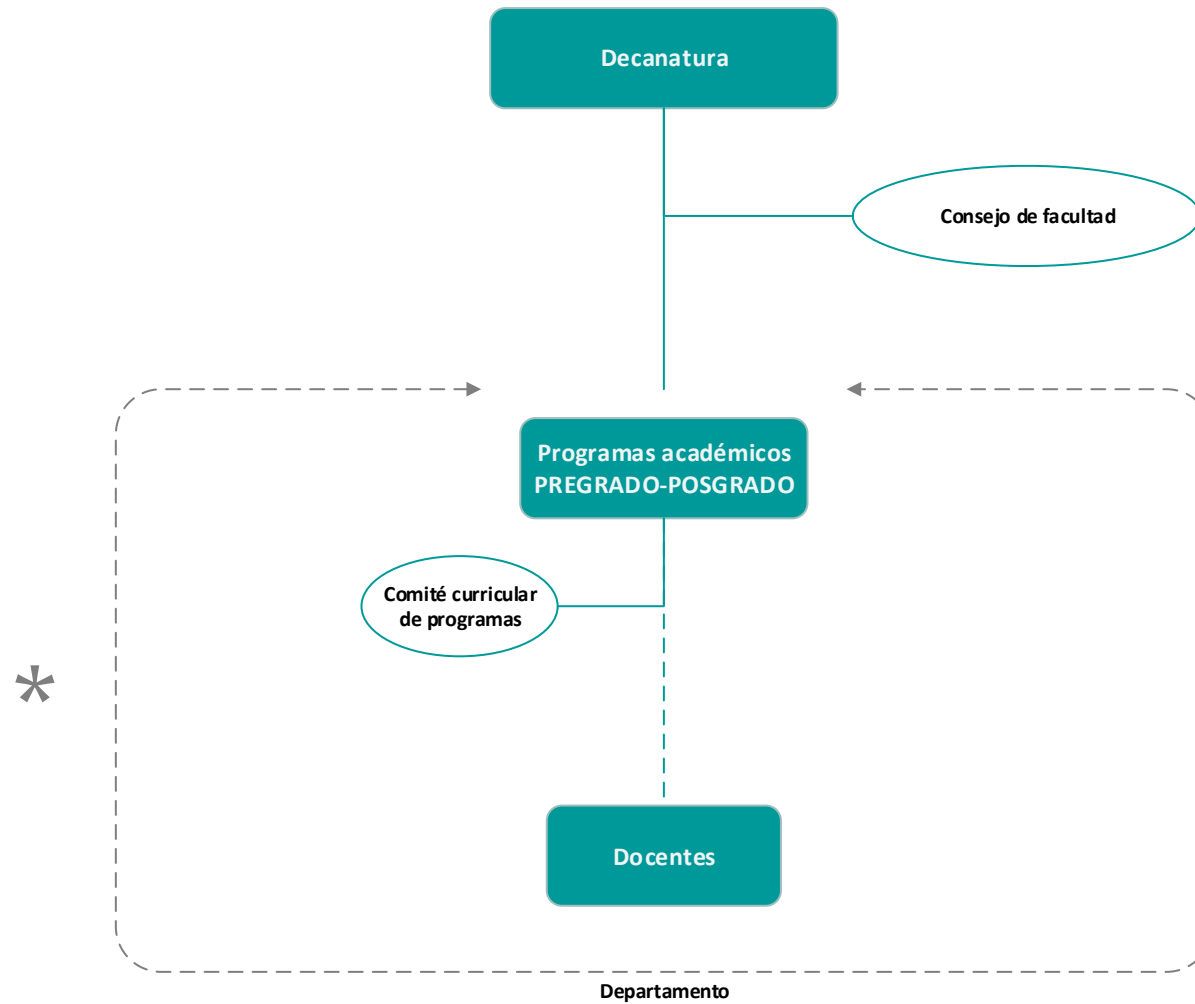 Decanatura
Consejo de facultad
Programas académicos
PREGRADO-POSGRADO
Comité curricular
de programas
*
Docentes
Departamento